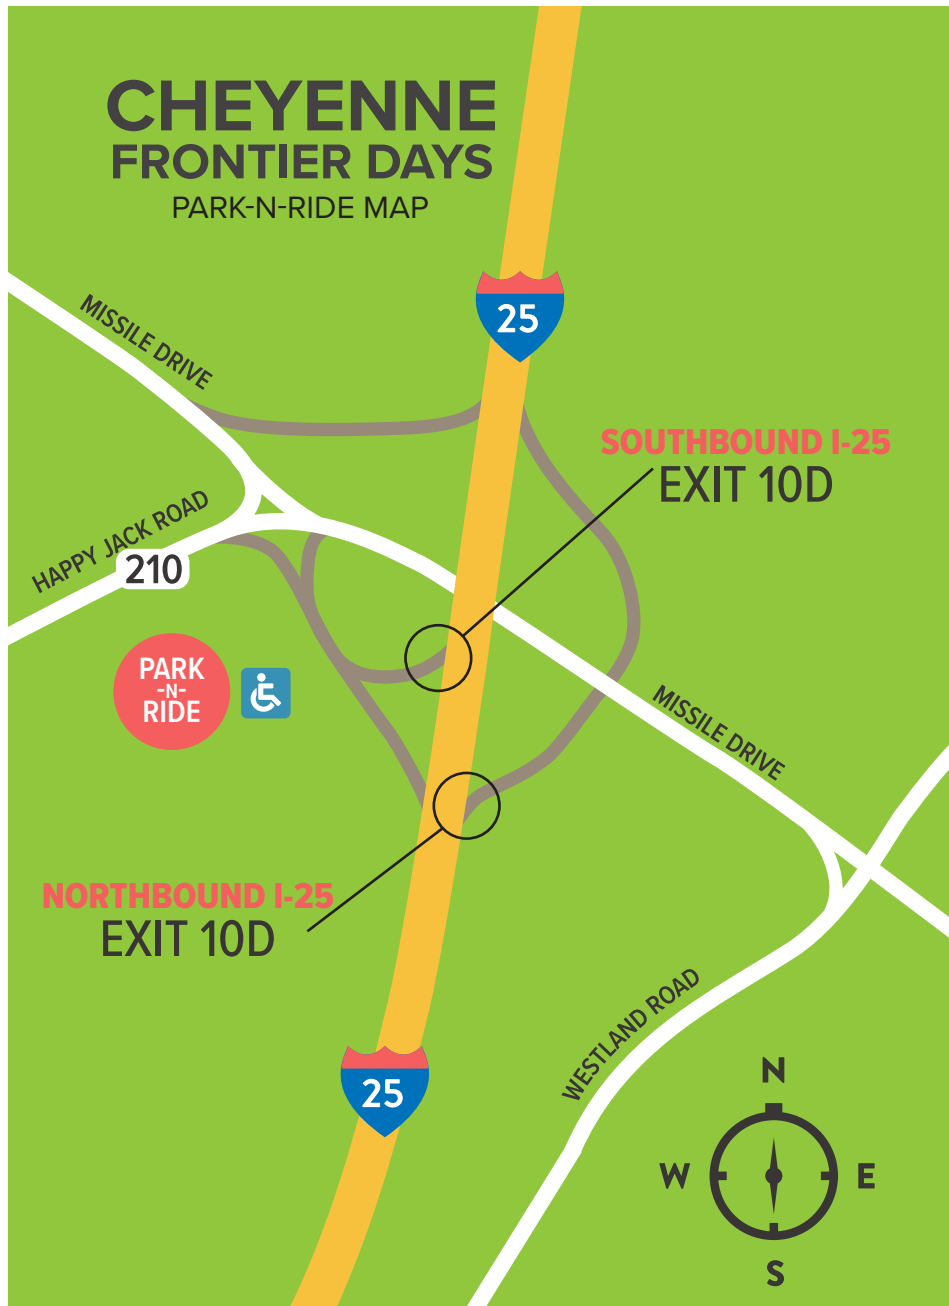 CHEYENNE
FRONTIER DAYS
PARK-N-RIDE MAP
25
MISSILE DRIVE
SOUTHBOUND I-25
EXIT 10D
HAPPY JACK ROAD
210
PARK
-N-
RIDE
MISSILE DRIVE
NORTHBOUND I-25
EXIT 10D
WESTLAND ROAD
25
N
W
E
S